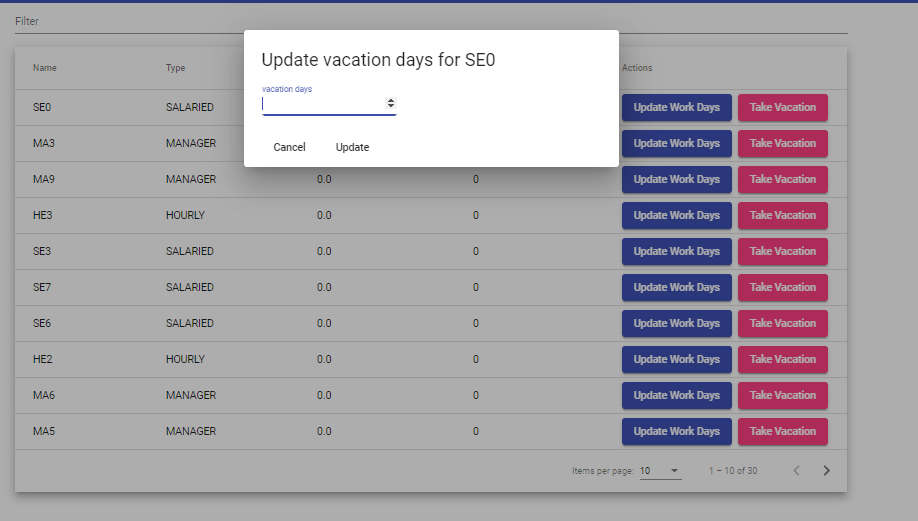 Filter
Update vacation days for SE0
vacation days
Cancel Update
Name Type Actions
SE0 SALARIED Update Work Days Take Vacation
MA3 MANAGER Update Work Days Take Vacation
MA9 MANAGER 0.0 0 Update Work Days Take Vacation
HE3 HOURLY 0.0 0 Update Work Days Take Vacation
SE3 SALARIED 0.0 0 Update Work Days Take Vacation
SE7 SALARIED 0.0 0 Update Work Days Take Vacation
SE6 SALARIED 0.0 0 Update Work Days Take Vacation
HE2 HOURLY 0.0 0 Update Work Days Take Vacation
MA6 MANAGER 0.0 0 Update Work Days Take Vacation
MA5 MANAGER 0.0 0 Update Work Days Take Vacation
Items per page: 10 1 – 10 of 30